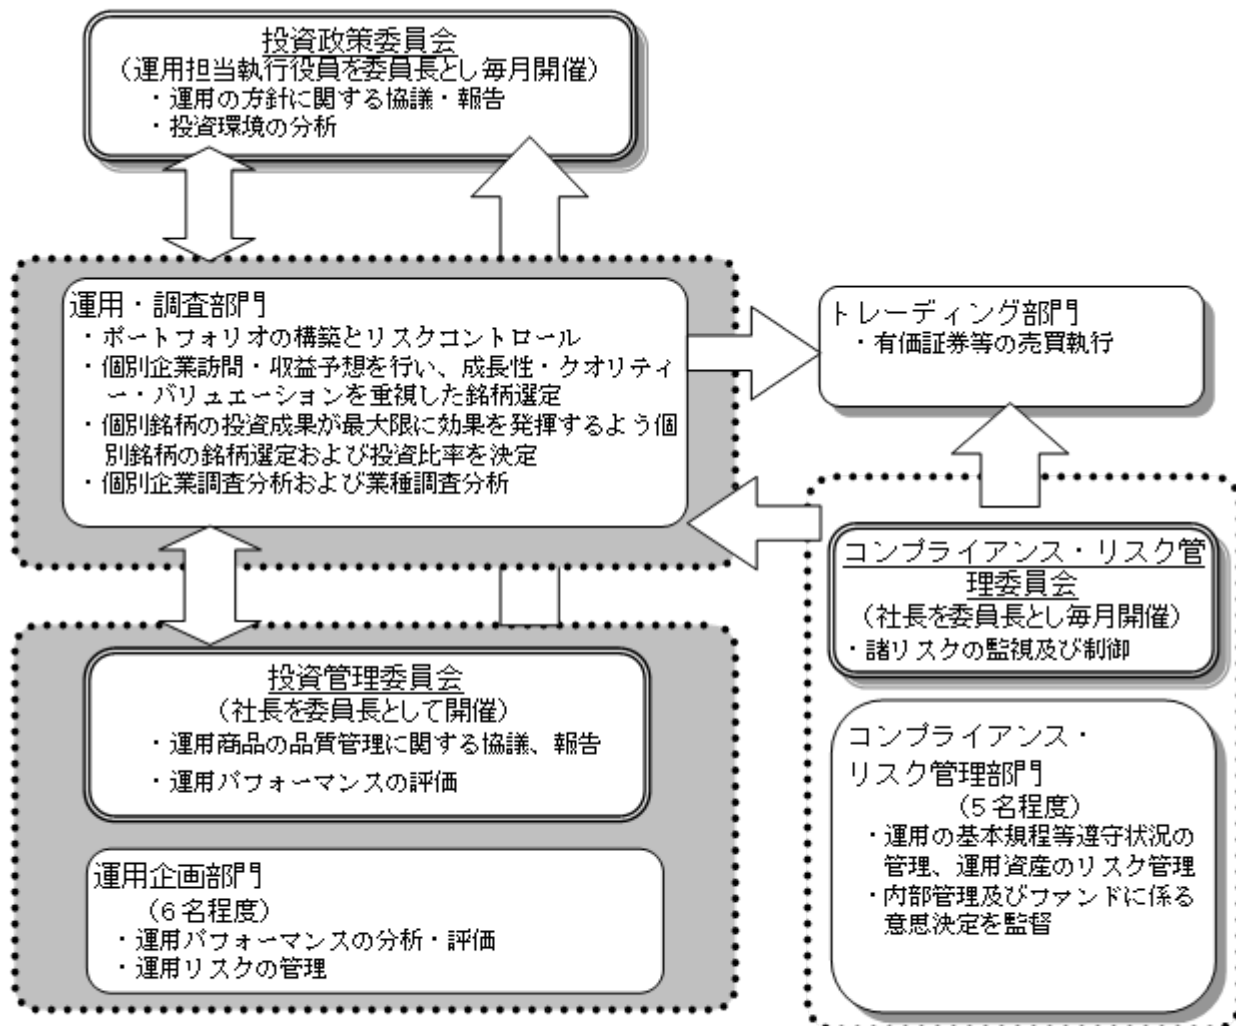 投資政策委員会
（運用担当執行役員を委員長とし毎月開催）
・運用の方針に関する協議・報告
・投資環境の分析
運用・調査部門
・ポートフォリオの構築とリスクコントロール
・個別企業訪問・収益予想を行い、成長性・クオリティ
ー・バリュエーションを重視した銘柄選定
・個別銘柄の投資成果が最大限に効果を発揮するよう個
別銘柄の銘柄選定および投資比率を決定
・個別企業調査分析および業種調査分析
トレーディング部門
・有価証券等の売買執行
投資管理委員会
（社長を委員長として開催）
・運用商品の品質管理に関する協議、報告
・運用パフォーマンスの評価
運用企画部門
（６名程度）
・運用パフォーマンスの分析・評価
・運用リスクの管理
コンプライアンス・リスク管
理委員会
（社長を委員長とし毎月開催）
・諸リスクの監視及び制御
コンプライアンス・
リスク管理部門
（５名程度）
・運用の基本規程等遵守状況の
管理、運用資産のリスク管理
・内部管理及びファンドに係る
意思決定を監督